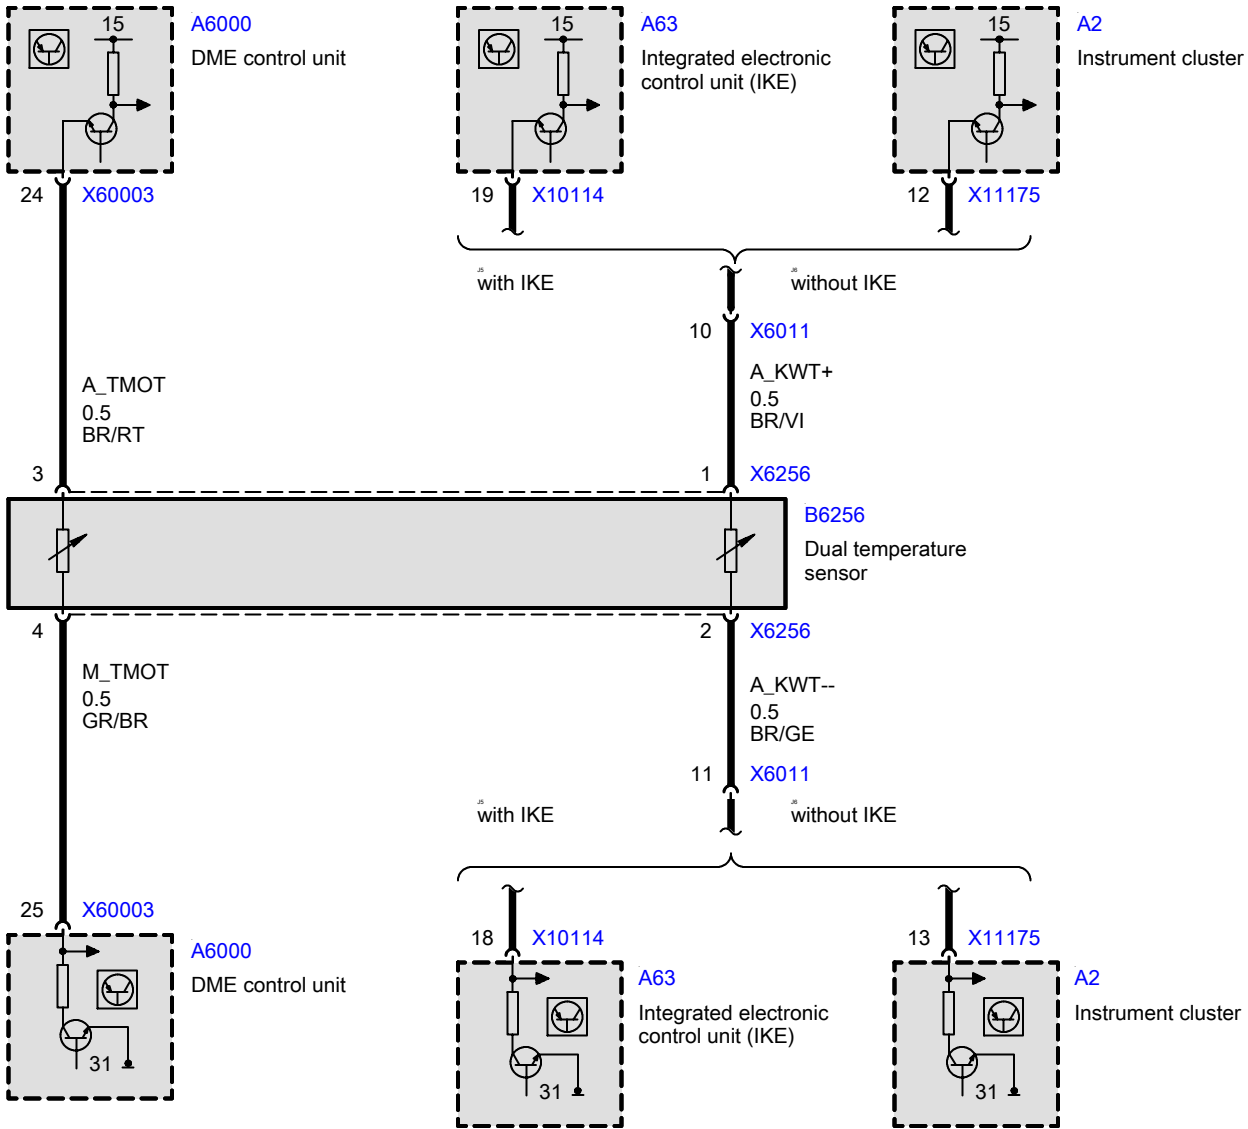 15
A6000
DME control unit
15
A63
Integrated electronic
control unit (IKE)
15
A2
Instrument cluster
24 X60003
19 X10114
12 X11175
J5
with IKE
J6
without IKE
10 X6011
A_TMOT
0.5
BR/RT
A_KWT+
0.5
BR/VI
3
1 X6256
B6256
Dual temperature
sensor
4
2 X6256
M_TMOT
0.5
GR/BR
A_KWT--
0.5
BR/GE
11 X6011
J5
with IKE
J6
without IKE
25 X60003
18 X10114
13 X11175
A6000
DME control unit
31
A63
Integrated electronic
control unit (IKE)
31
A2
Instrument cluster
31